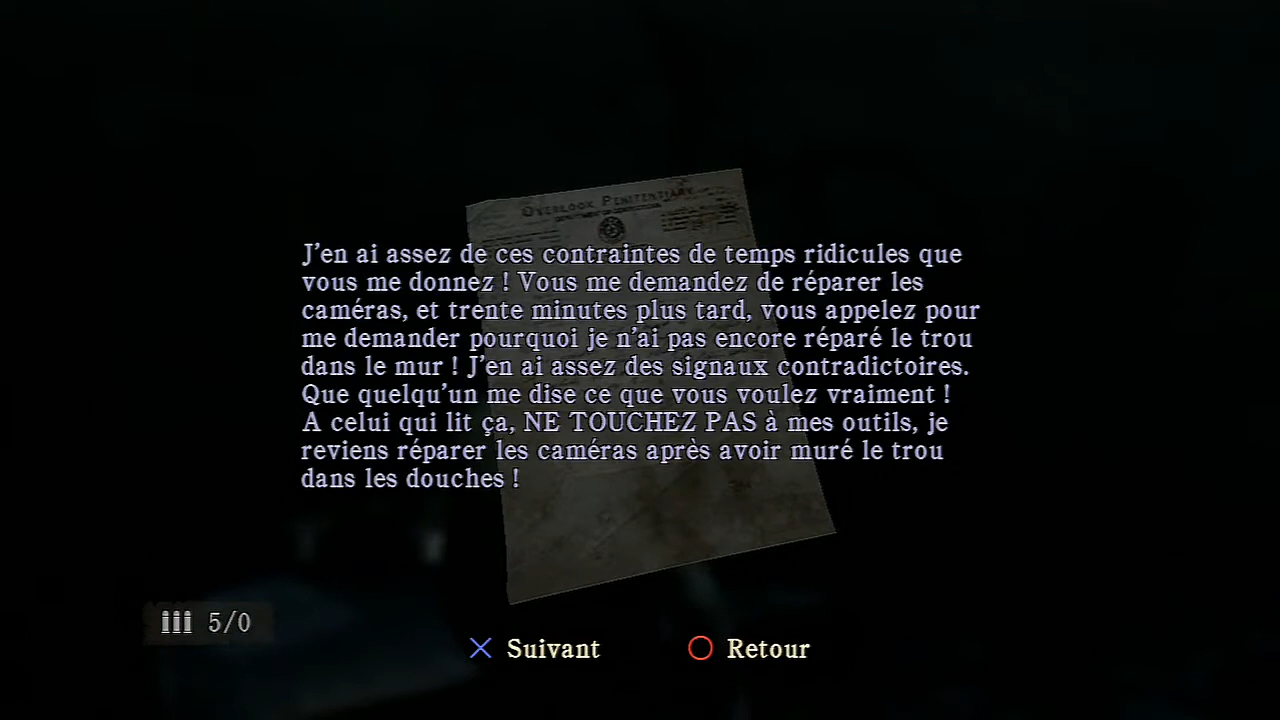 OVERLOOK PENITENTIARY
J'en ai assez de ces contraintes de temps ridicules que
vous me donnez ! Vous me demandez de réparer les
caméras, et trente minutes plus tard, vous appelez pour
me demander pourquoi je n'ai pas encore réparé le trou
dans le mur ! J'en ai assez des signaux contradictoires.
Que quelqu'un me dise ce que vous voulez vraiment !
A celui qui lit ça, NE TOUCHEZ PAS à mes outils, je
reviens réparer les caméras après avoir muré le trou
dans les douches !
5/0
Suivant
Retour